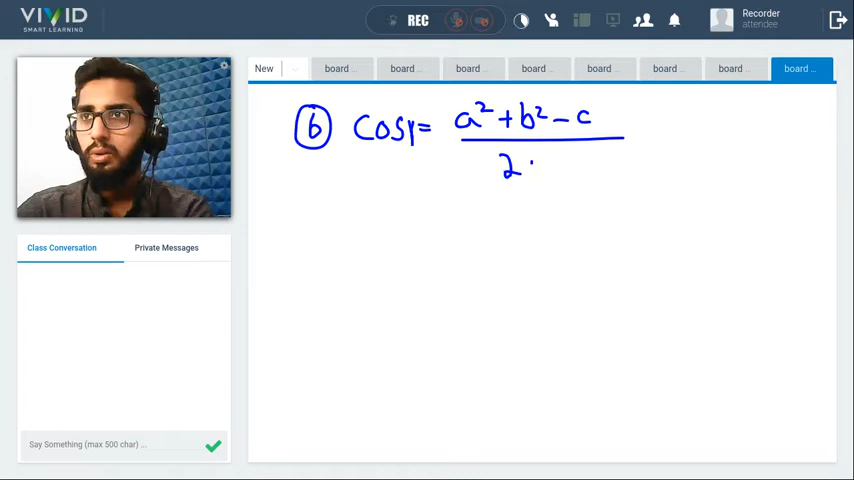 VIVID
SMART LEARNING
REC
Recorder
attendee
New
board ...
board ...
board ...
board ...
board ...
board ...
board ...
board ...
⑥ Cosγ= a² + b² - c
2
Class Conversation
Private Messages
Say Something (max 500 char) ...